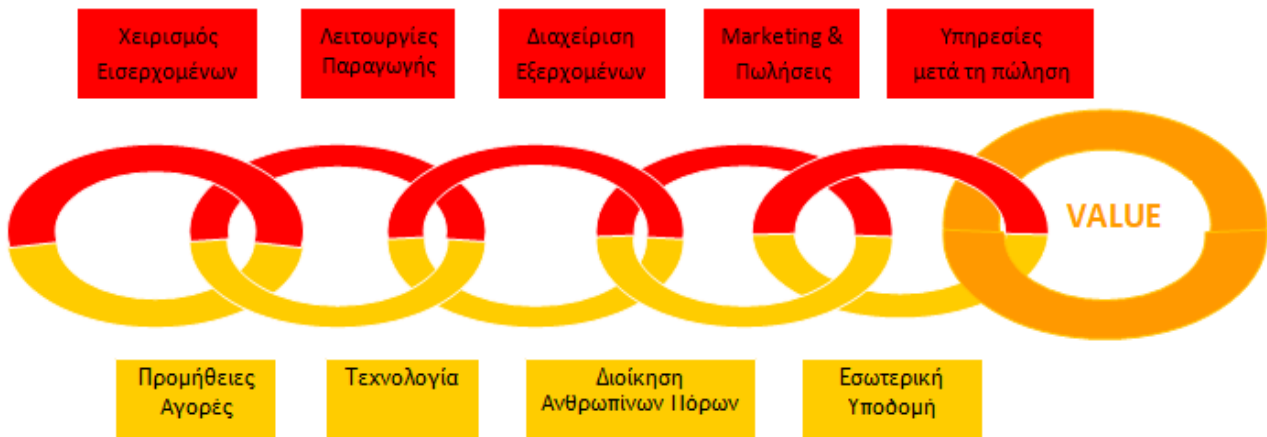 Χειρισμός
Εισερχομένων
Λειτουργίες
Παραγωγής
Διαχείριση
Εξερχομένων
Marketing &
Πωλήσεις
Υπηρεσίες
μετά τη πώληση
VALUE
Προμήθειες
Αγορές
Τεχνολογία
Διοίκηση
Ανθρωπίνων Πόρων
Εσωτερική
Υποδομή